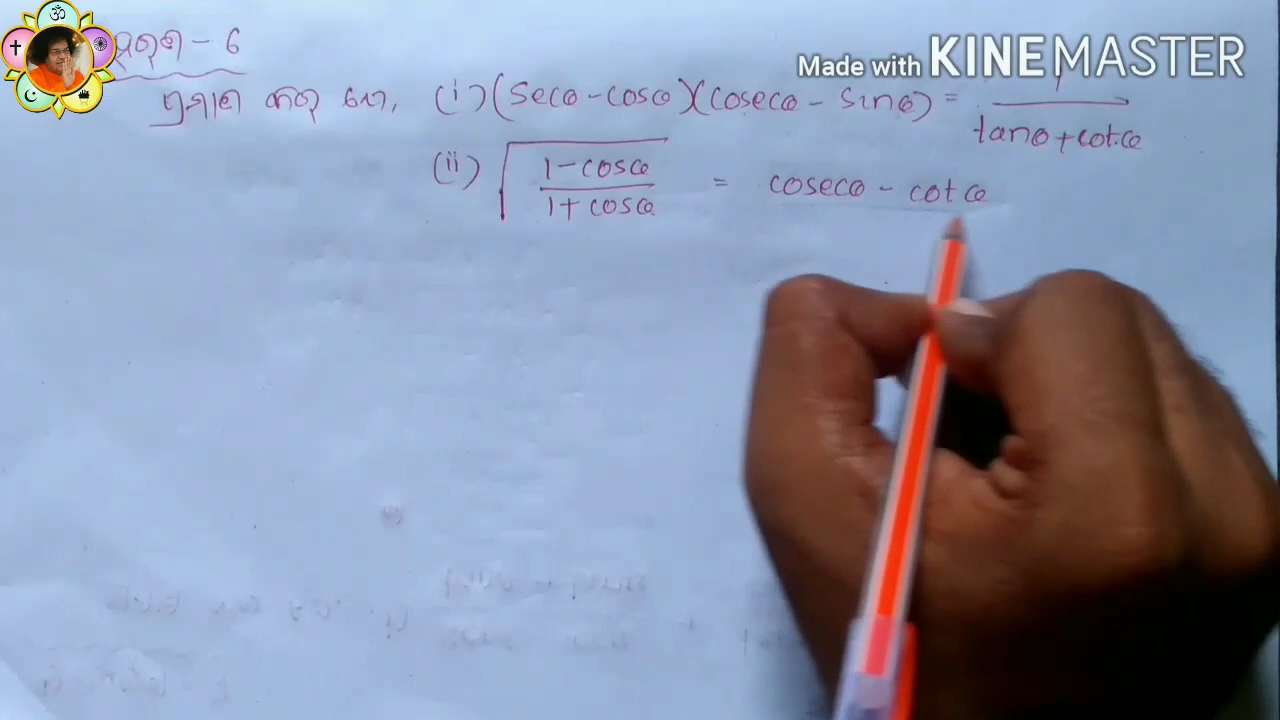 Made with KINEMASTER
- 6
ପ୍ରମାଣ କର ଯେ, (i) (secθ - cosθ)(cosecθ - sinθ) = 1/(tanθ + cotθ)
(ii) √((1 - cosθ)/(1 + cosθ)) = cosecθ - cotθ